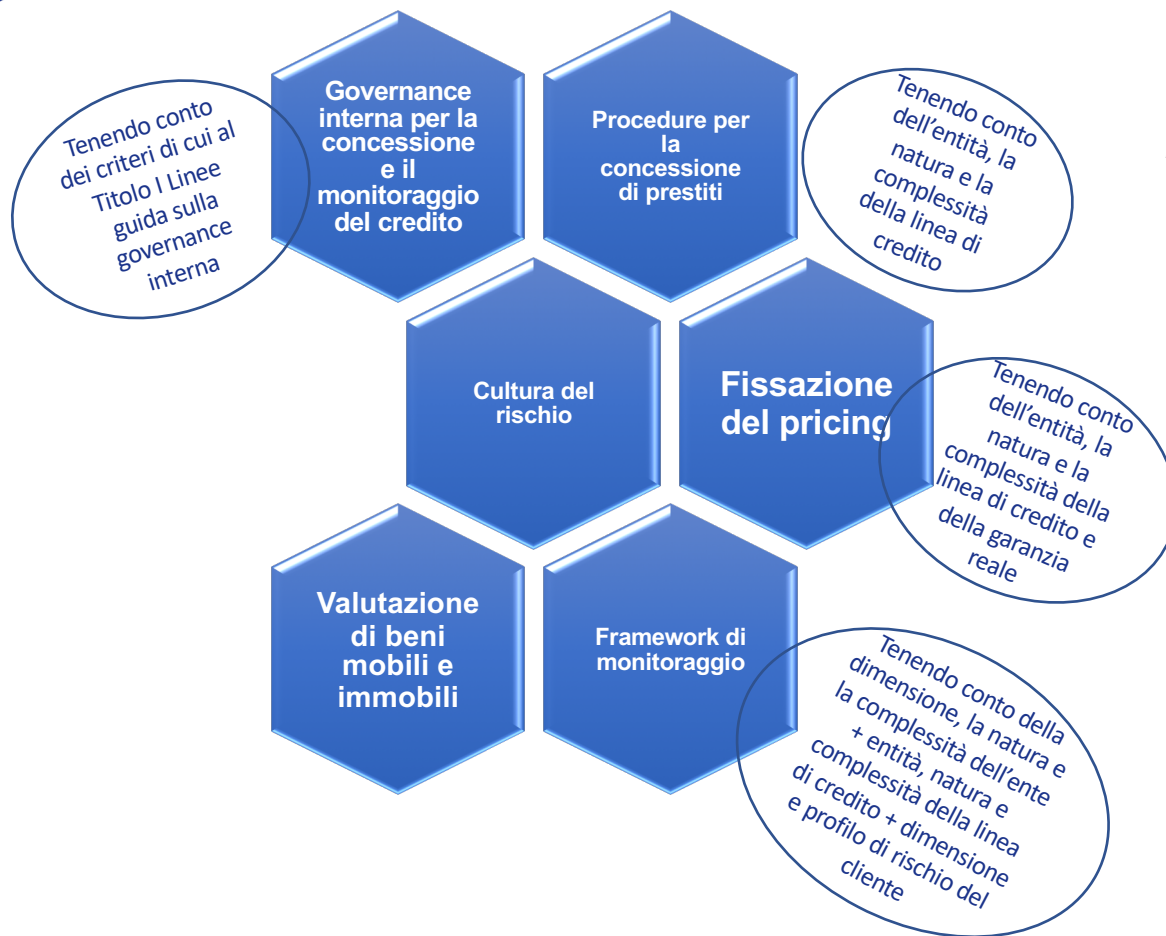 Tenendo conto
dei criteri di cui al
Titolo I Linee
guida sulla
governance
interna
Governance
interna per la
concessione
e il
monitoraggio
del credito
Procedure per
la
concessione
di prestiti
Tenendo conto
dell’entità, la
natura e la
complessità
della linea di
credito
Cultura del
rischio
Fissazione
del pricing
Tenendo conto
dell’entità, la
natura e la
complessità della
linea di credito e
della garanzia
reale
Valutazione
di beni
mobili e
immobili
Framework di
monitoraggio
Tenendo conto della
dimensione, la natura e
la complessità dell’ente
+ entità, natura e
complessità della linea
di credito + dimensione
e profilo di rischio del
cliente